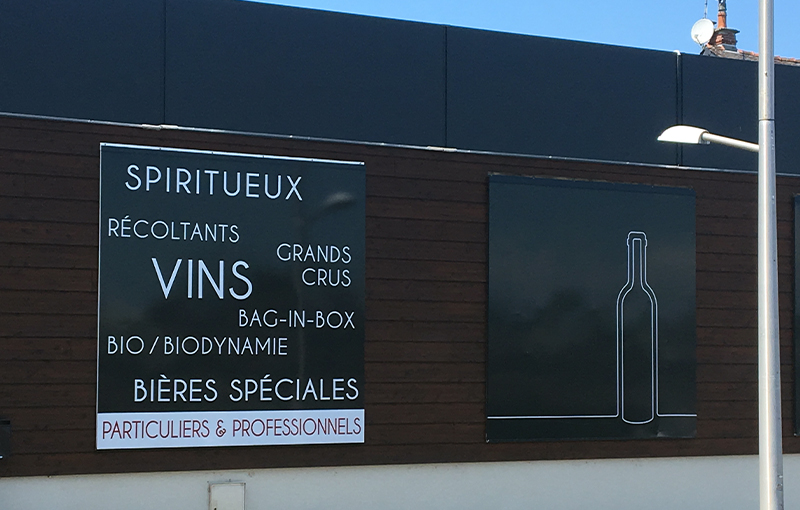 SPIRITUEUX
RÉCOLTANTS
GRANDS
CRUS
VINS
BAG-IN-BOX
BIO / BIODYNAMIE
BIÈRES SPÉCIALES
PARTICULIERS & PROFESSIONNELS